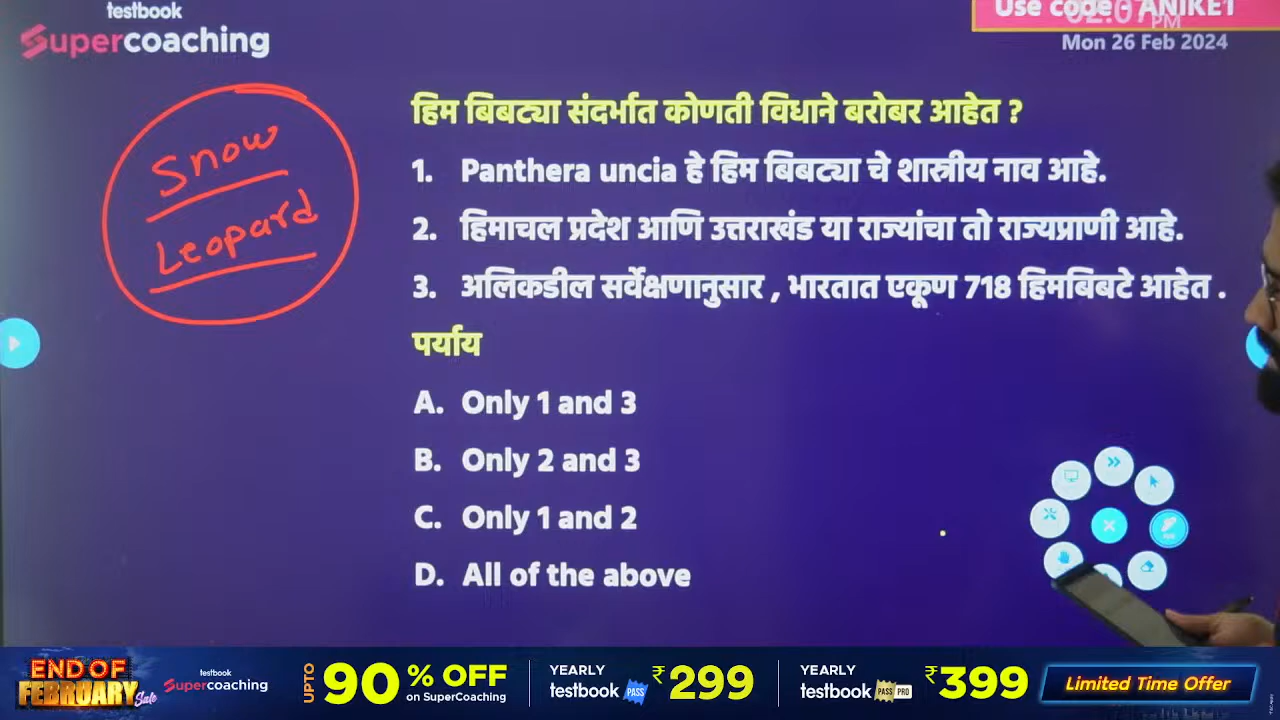 testbook
Supercoaching
Use code - ANIKE1
02:07 PM
Mon 26 Feb 2024
Snow
Leopard
हिम बिबट्या संदर्भात कोणती विधाने बरोबर आहेत ?
1. Panthera uncia हे हिम बिबट्या चे शास्त्रीय नाव आहे.
2. हिमाचल प्रदेश आणि उत्तराखंड या राज्यांचा तो राज्यप्राणी आहे.
3. अलिकडील सर्वेक्षणानुसार , भारतात एकूण 718 हिमबिबटे आहेत .
पर्याय
A. Only 1 and 3
B. Only 2 and 3
C. Only 1 and 2
D. All of the above
END OF
FEBRUARY Sale
testbook
Supercoaching
UPTO 90 % OFF
on SuperCoaching
YEARLY
testbook PASS
₹299
YEARLY
testbook PASS PRO
₹399
Limited Time Offer